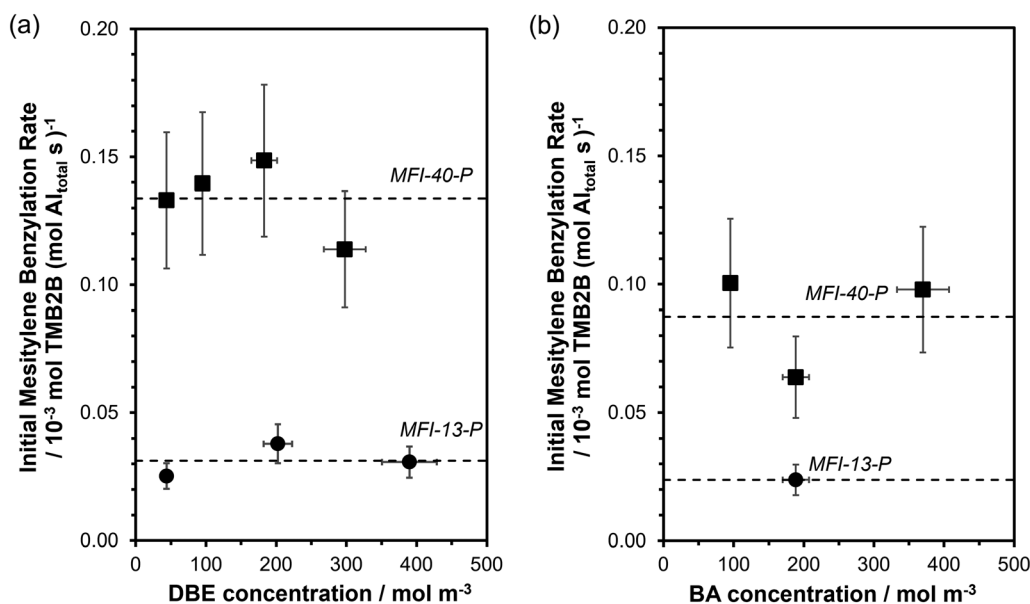 (a)
Initial Mesitylene Benzylation Rate
/ 10-3 mol TMB2B (mol Altotal s)-1
0.20
0.15
0.10
0.05
0.00
MFI-40-P
MFI-13-P
0 100 200 300 400 500
DBE concentration / mol m-3
(b)
Initial Mesitylene Benzylation Rate
/ 10-3 mol TMB2B (mol Altotal s)-1
0.20
0.15
0.10
0.05
0.00
MFI-40-P
MFI-13-P
0 100 200 300 400 500
BA concentration / mol m-3